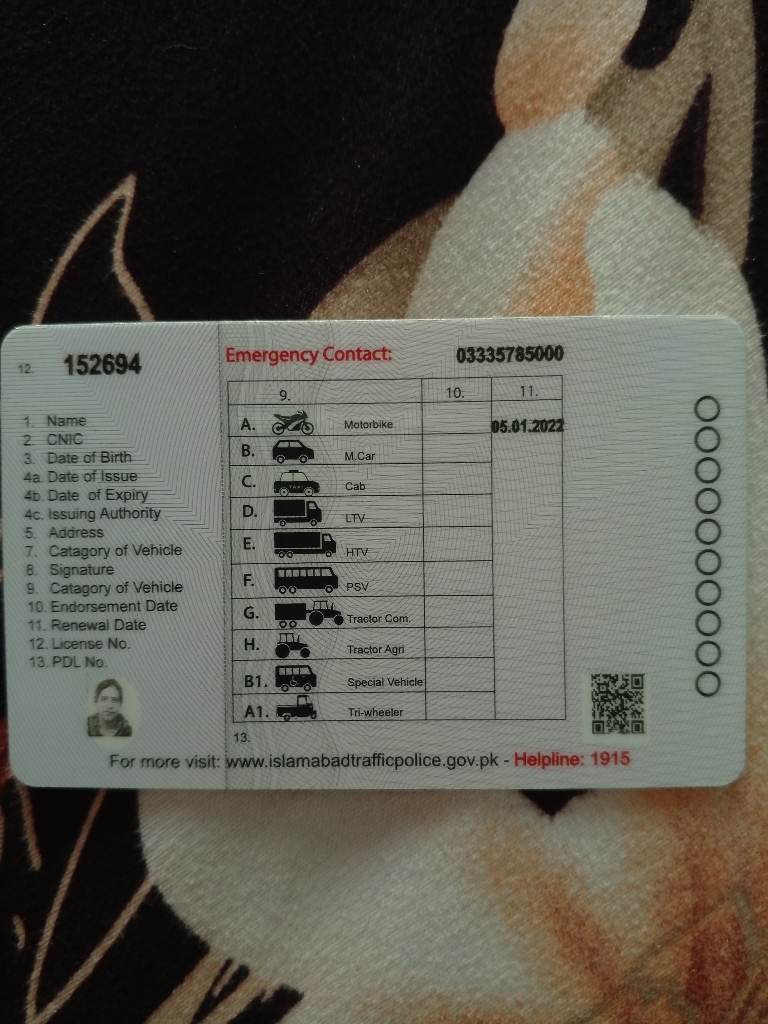 12. 152694
Emergency Contact: 03335785000
1. Name
2. CNIC
3. Date of Birth
4a. Date of Issue
4b. Date of Expiry
4c. Issuing Authority
5. Address
7. Catagory of Vehicle
8. Signature
9. Catagory of Vehicle
10. Endorsement Date
11. Renewal Date
12. License No.
13. PDL No.
9. 10. 11.
A. Motorbike 05.01.2022
B. M.Car
C. TAXI Cab
D. LTV
E. HTV
F. PSV
G. Tractor Com.
H. Tractor Agri
B1. Special Vehicle
A1. Tri-wheeler
13.
For more visit: www.islamabadtrafficpolice.gov.pk - Helpline: 1915